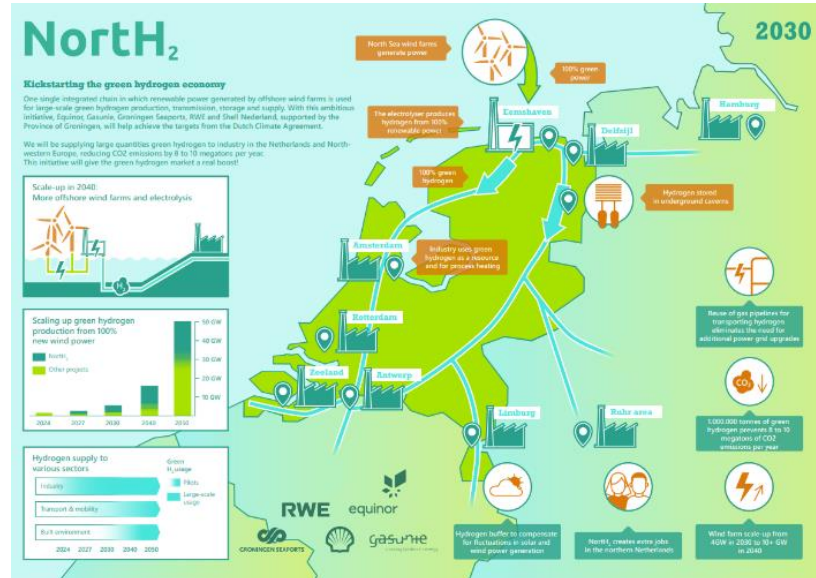 NortH₂
2030
Kickstarting the green hydrogen economy
One single integrated chain in which renewable power generated by offshore wind farms is used
for large-scale green hydrogen production, transmission, storage and supply. With this ambitious
initiative, Equinor, Gasunie, Groningen Seaports, RWE and Shell Nederland, supported by the
Province of Groningen, will help achieve the targets from the Dutch Climate Agreement.
We will be supplying large quantities green hydrogen to industry in the Netherlands and North-
western Europe, reducing CO2 emissions by 8 to 10 megatons per year.
This initiative will give the green hydrogen market a real boost!
North Sea wind farms
generate power
100% green
power
The electrolyser produces
hydrogen from 100%
renewable power
Eemshaven
Delfzijl
Hamburg
100% green
hydrogen
Hydrogen stored
in underground caverns
Scale-up in 2040:
More offshore wind farms and electrolysis
H₂
Amsterdam
Industry uses green
hydrogen as a resource
and for process heating
Rotterdam
Zeeland
Antwerp
Limburg
Ruhr area
Scaling up green hydrogen
production from 100%
new wind power
NortH₂
Other projects
50 GW
40 GW
30 GW
20 GW
10 GW
2024 2027 2030 2040 2050
Hydrogen supply to
various sectors
Green
H₂ usage
Pilots
Large-scale
usage
Industry
Transport & mobility
Built environment
2024 2027 2030 2040 2050
Reuse of gas pipelines for
transporting hydrogen
eliminates the need for
additional power grid upgrades
CO₂
1.000.000 tonnes of green
hydrogen prevents 8 to 10
megatons of CO2
emissions per year
Wind farm scale-up from
4GW in 2030 to 10+ GW
in 2040
Hydrogen buffer to compensate
for fluctuations in solar and
wind power generation
NortH₂ creates extra jobs
in the northern Netherlands
RWE
equinor
GRONINGEN SEAPORTS
gasunie